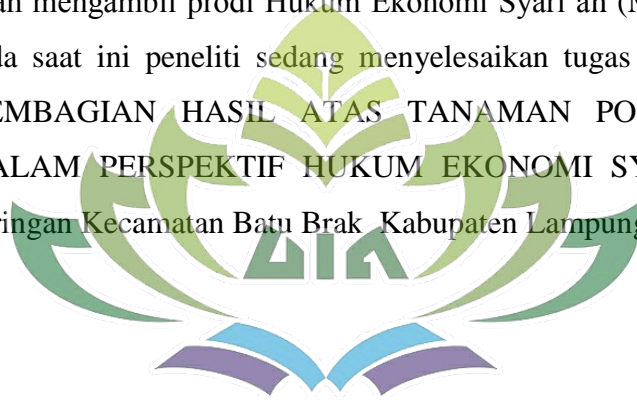 an mengambil prodi Hukum Ekonomi Syari'ah (M
da saat ini peneliti sedang menyelesaikan tugas
EMBAGIAN HASIL ATAS TANAMAN PO
ALAM PERSPEKTIF HUKUM EKONOMI SY
ringan Kecamatan Batu Brak Kabupaten Lampung
UIN